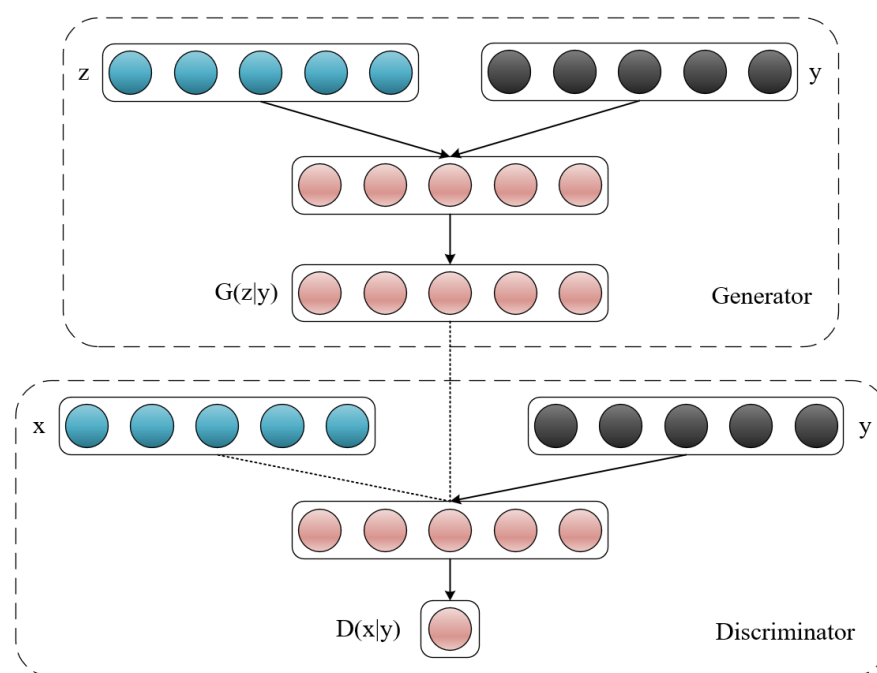 z
y
G(z|y)
Generator
x
y
D(x|y)
Discriminator